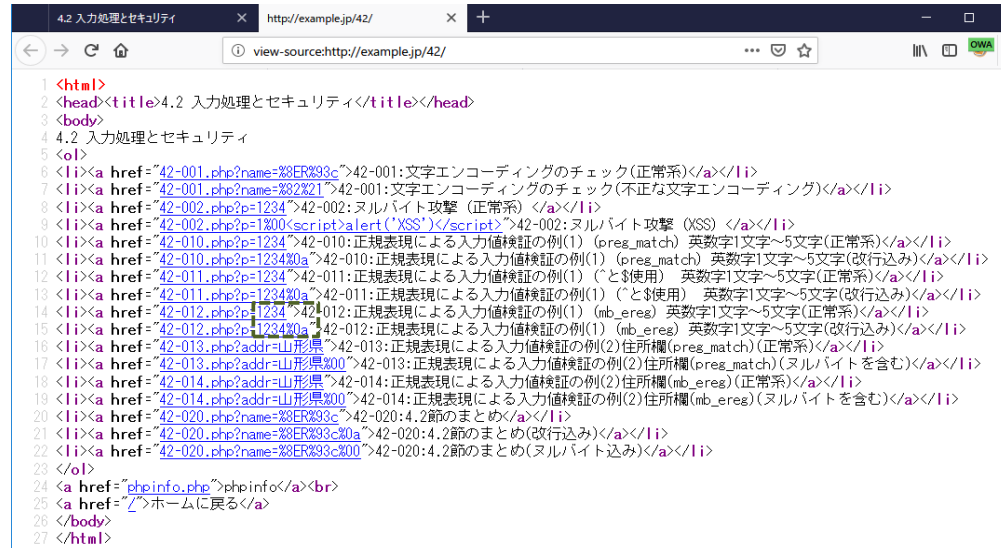 4.2 入力処理とセキュリティ × http://example.jp/42/ × +
view-source:http://example.jp/42/ OWA
1 <html>
2 <head><title>4.2 入力処理とセキュリティ</title></head>
3 <body>
4 4.2 入力処理とセキュリティ
5 <ol>
6 <li><a href="42-001.php?name=%8ER%93c">42-001:文字エンコーディングのチェック(正常系)</a></li>
7 <li><a href="42-001.php?name=%82%21">42-001:文字エンコーディングのチェック(不正な文字エンコーディング)</a></li>
8 <li><a href="42-002.php?p=1234">42-002:ヌルバイト攻撃 (正常系) </a></li>
9 <li><a href="42-002.php?p=1%00<script>alert('XSS')</script>">42-002:ヌルバイト攻撃 (XSS) </a></li>
10 <li><a href="42-010.php?p=1234">42-010:正規表現による入力値検証の例(1) (preg_match) 英数字1文字～5文字(正常系)</a></li>
11 <li><a href="42-010.php?p=1234%0a">42-010:正規表現による入力値検証の例(1) (preg_match) 英数字1文字～5文字(改行込み)</a></li>
12 <li><a href="42-011.php?p=1234">42-011:正規表現による入力値検証の例(1) (^と$使用) 英数字1文字～5文字(正常系)</a></li>
13 <li><a href="42-011.php?p=1234%0a">42-011:正規表現による入力値検証の例(1) (^と$使用) 英数字1文字～5文字(改行込み)</a></li>
14 <li><a href="42-012.php?p=1234">42-012:正規表現による入力値検証の例(1) (mb_ereg) 英数字1文字～5文字(正常系)</a></li>
15 <li><a href="42-012.php?p=1234%0a">42-012:正規表現による入力値検証の例(1) (mb_ereg) 英数字1文字～5文字(改行込み)</a></li>
16 <li><a href="42-013.php?addr=山形県">42-013:正規表現による入力値検証の例(2)住所欄(preg_match)(正常系)</a></li>
17 <li><a href="42-013.php?addr=山形県%00">42-013:正規表現による入力値検証の例(2)住所欄(preg_match)(ヌルバイトを含む)</a></li>
18 <li><a href="42-014.php?addr=山形県">42-014:正規表現による入力値検証の例(2)住所欄(mb_ereg)(正常系)</a></li>
19 <li><a href="42-014.php?addr=山形県%00">42-014:正規表現による入力値検証の例(2)住所欄(mb_ereg)(ヌルバイトを含む)</a></li>
20 <li><a href="42-020.php?name=%8ER%93c">42-020:4.2節のまとめ</a></li>
21 <li><a href="42-020.php?name=%8ER%93c%0a">42-020:4.2節のまとめ(改行込み)</a></li>
22 <li><a href="42-020.php?name=%8ER%93c%00">42-020:4.2節のまとめ(ヌルバイト込み)</a></li>
23 </ol>
24 <a href="phpinfo.php">phpinfo</a><br>
25 <a href="/">ホームに戻る</a>
26 </body>
27 </html>